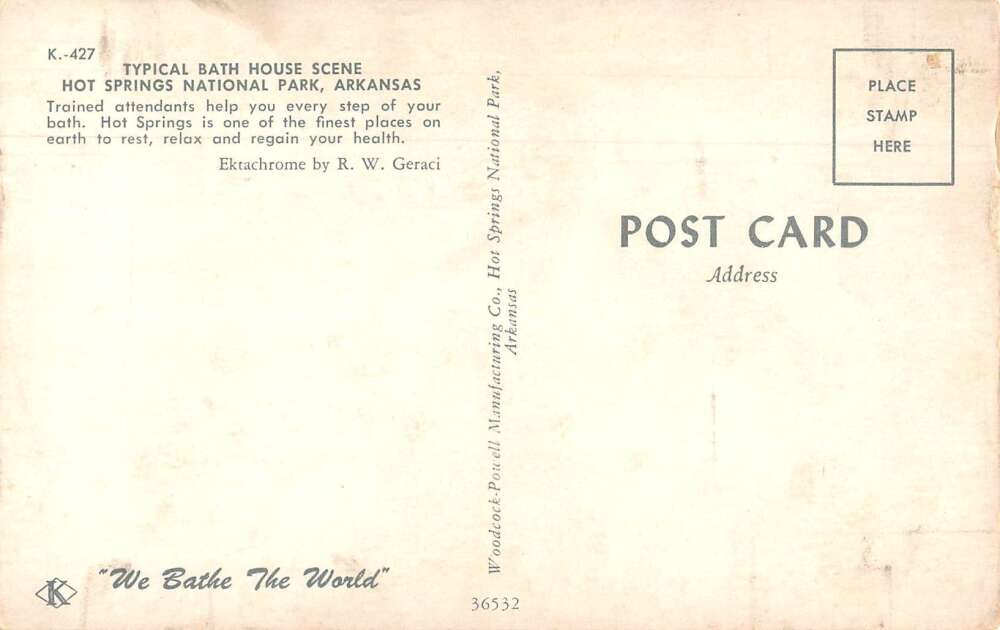 K.-427
TYPICAL BATH HOUSE SCENE
HOT SPRINGS NATIONAL PARK, ARKANSAS
Trained attendants help you every step of your
bath. Hot Springs is one of the finest places on
earth to rest, relax and regain your health.
Ektachrome by R. W. Geraci
"We Bathe The World"
K
Woodcock-Powell Manufacturing Co., Hot Springs National Park,
Arkansas
36532
PLACE
STAMP
HERE
POST CARD
Address